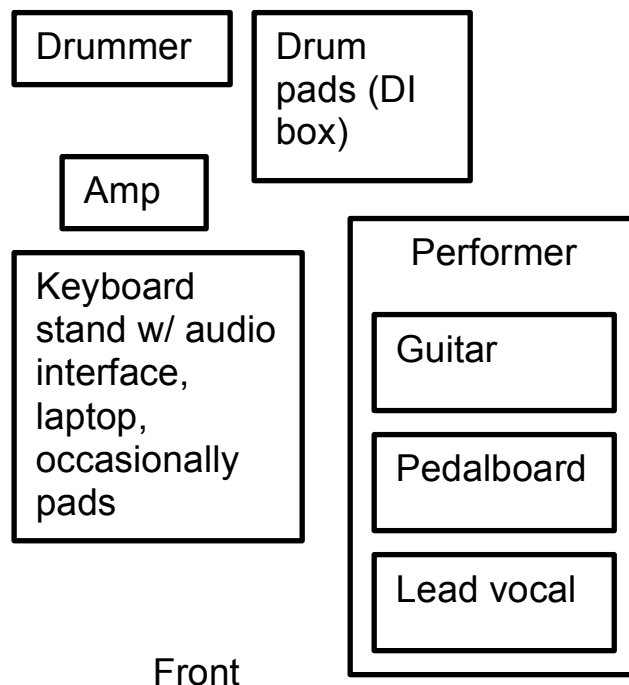 Drummer
Drum
pads (DI
box)
Amp
Keyboard
stand w/ audio
interface,
laptop,
occasionally
pads
Performer
Guitar
Pedalboard
Lead vocal
Front